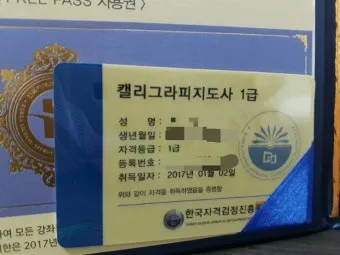 FREE PASS 사용권〉
캘리그라피지도사 1급
성 명 :
생년월일 :
자격등급 : 1급
등록번호 :
취득일자 : 2017년 01월 02일
위와 같이 자격을 취득하였음을 증명함
한국자격검정진흥
여 모든 강좌
한은 2017년